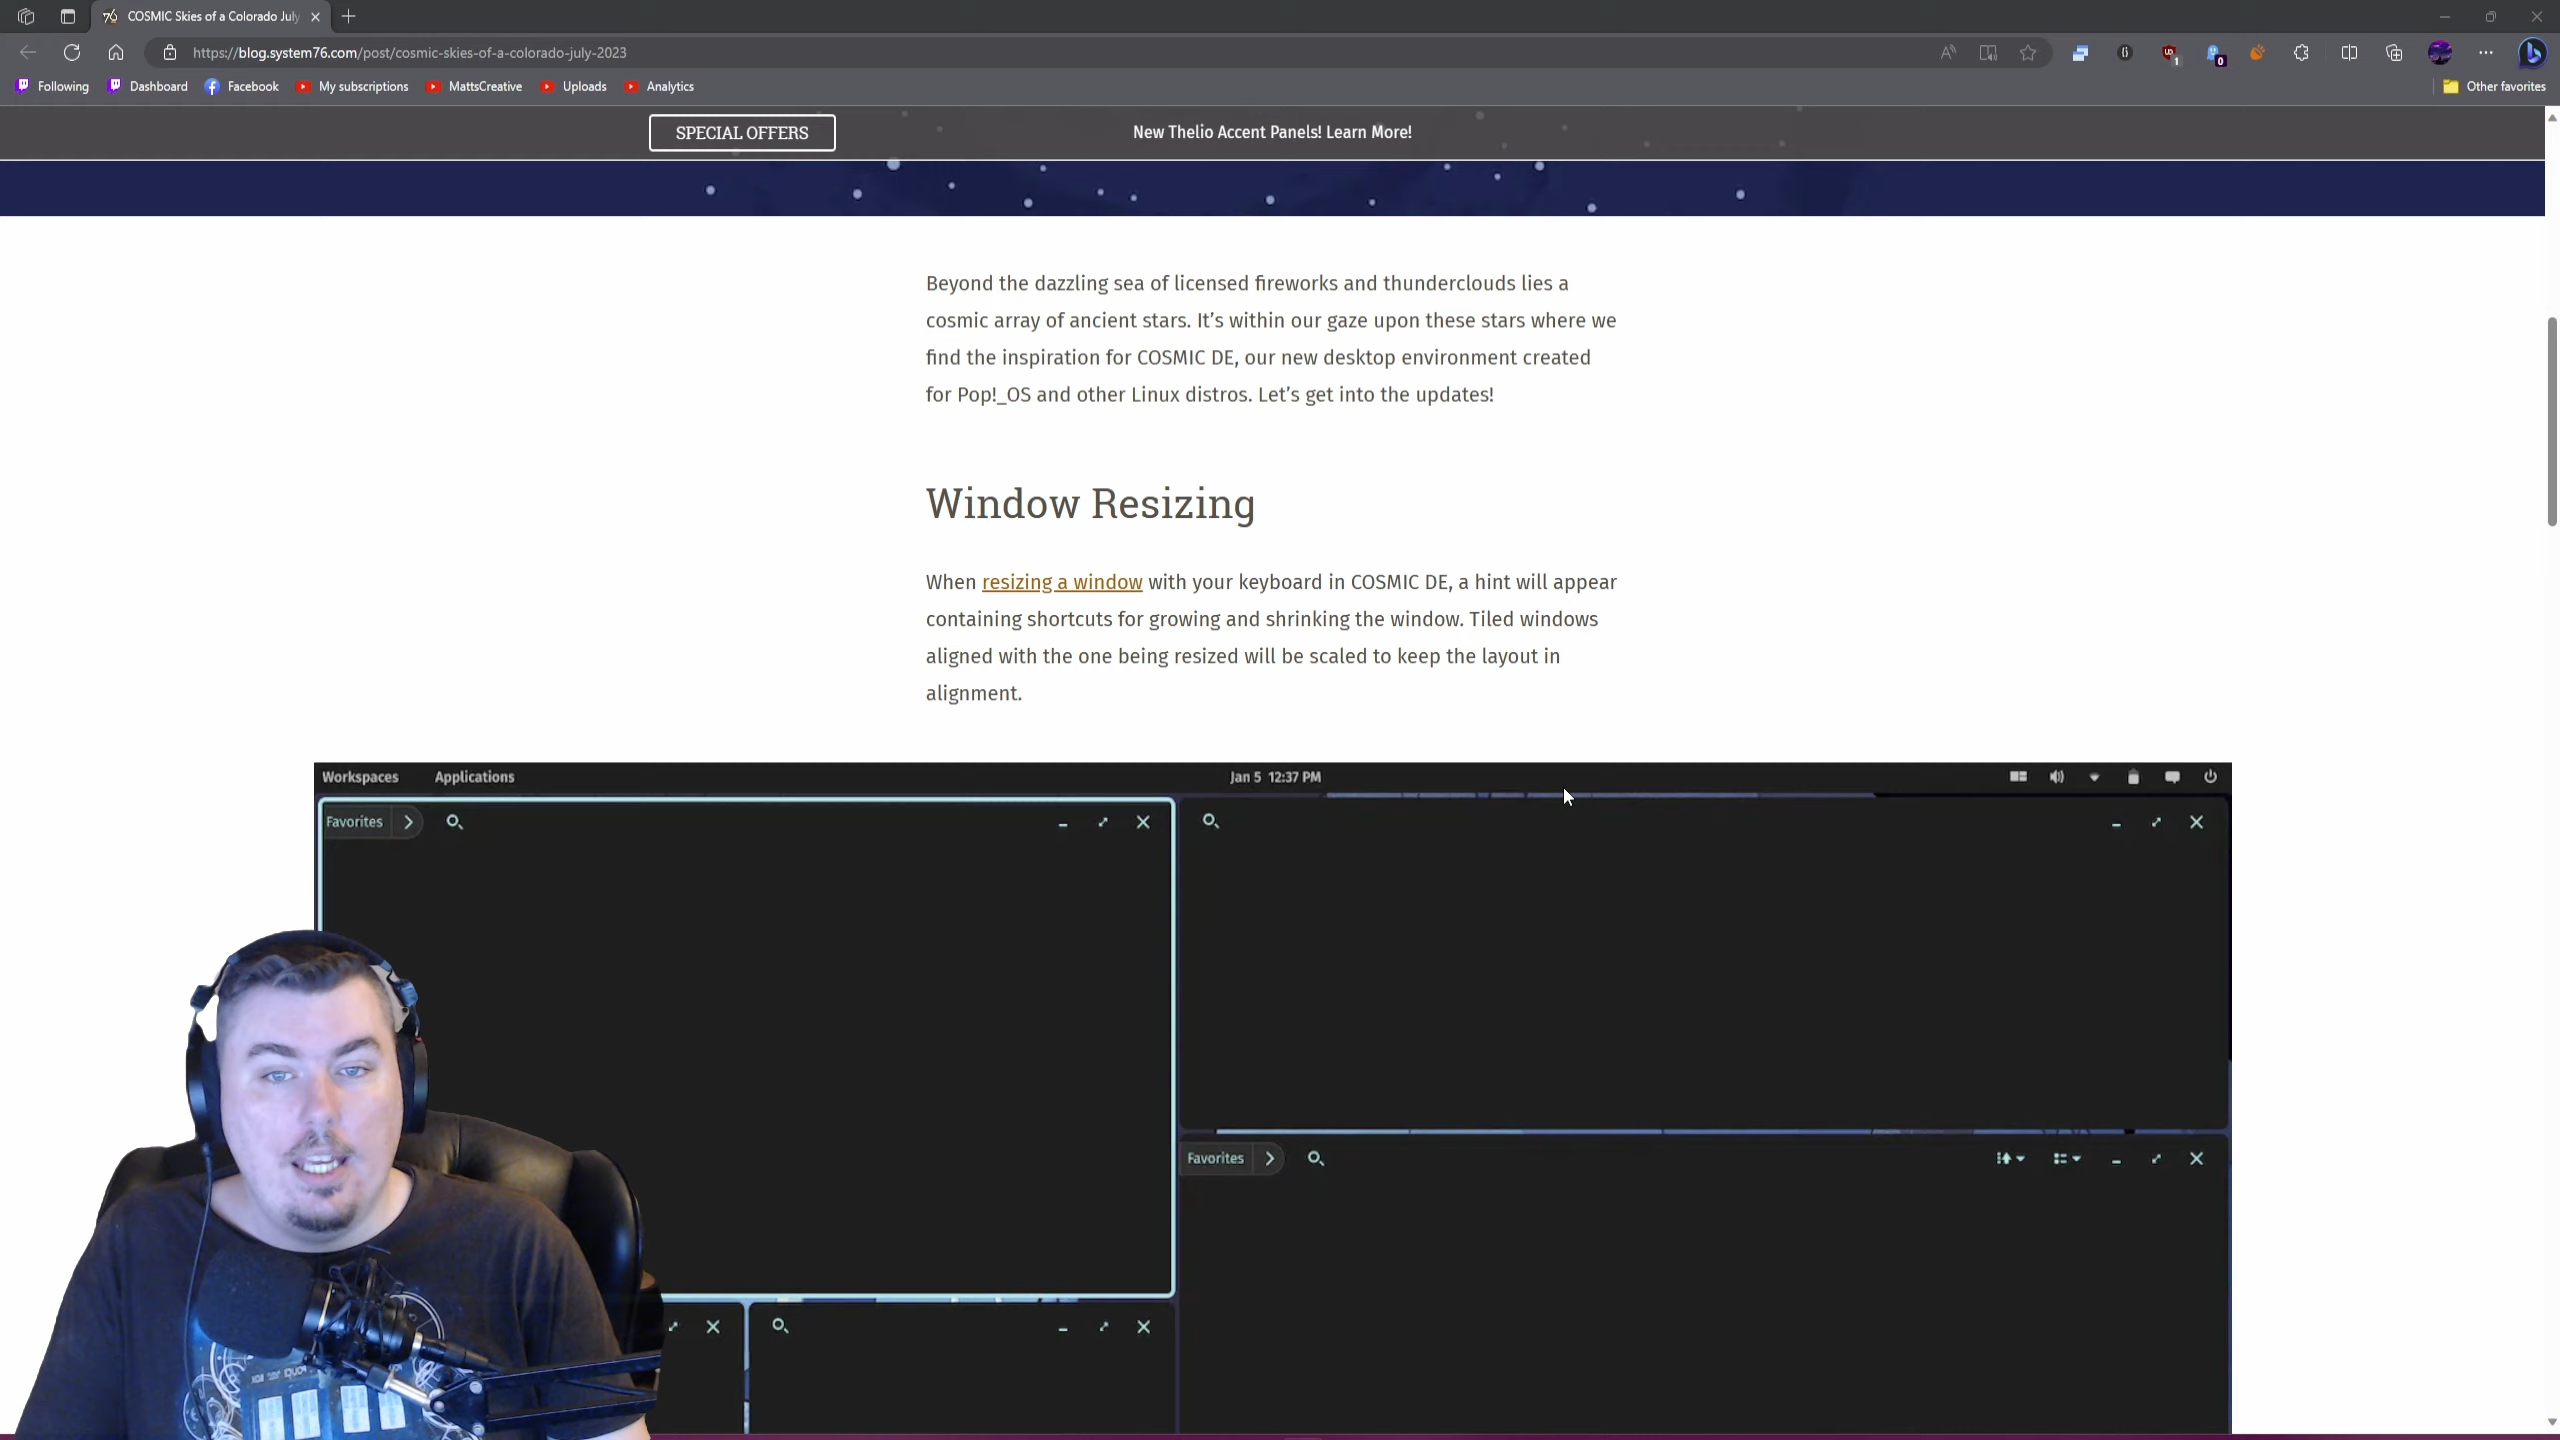 COSMIC Skies of a Colorado July
https://blog.system76.com/post/cosmic-skies-of-a-colorado-july-2023
1
0
Following
Dashboard
Facebook
My subscriptions
MattsCreative
Uploads
Analytics
Other favorites
SPECIAL OFFERS
New Thelio Accent Panels! Learn More!
Beyond the dazzling sea of licensed fireworks and thunderclouds lies a
cosmic array of ancient stars. It’s within our gaze upon these stars where we
find the inspiration for COSMIC DE, our new desktop environment created
for Pop!_OS and other Linux distros. Let’s get into the updates!
Window Resizing
When resizing a window with your keyboard in COSMIC DE, a hint will appear
containing shortcuts for growing and shrinking the window. Tiled windows
aligned with the one being resized will be scaled to keep the layout in
alignment.
Workspaces
Applications
Jan 5 12:37 PM
Favorites
Favorites